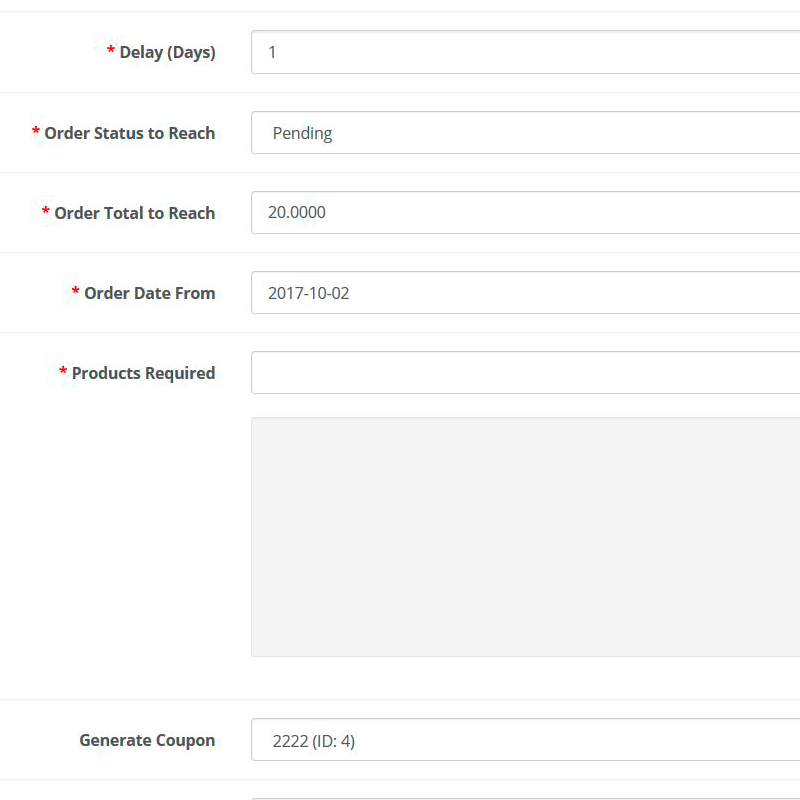 * Delay (Days) 1
* Order Status to Reach Pending
* Order Total to Reach 20.0000
* Order Date From 2017-10-02
* Products Required
Generate Coupon 2222 (ID: 4)